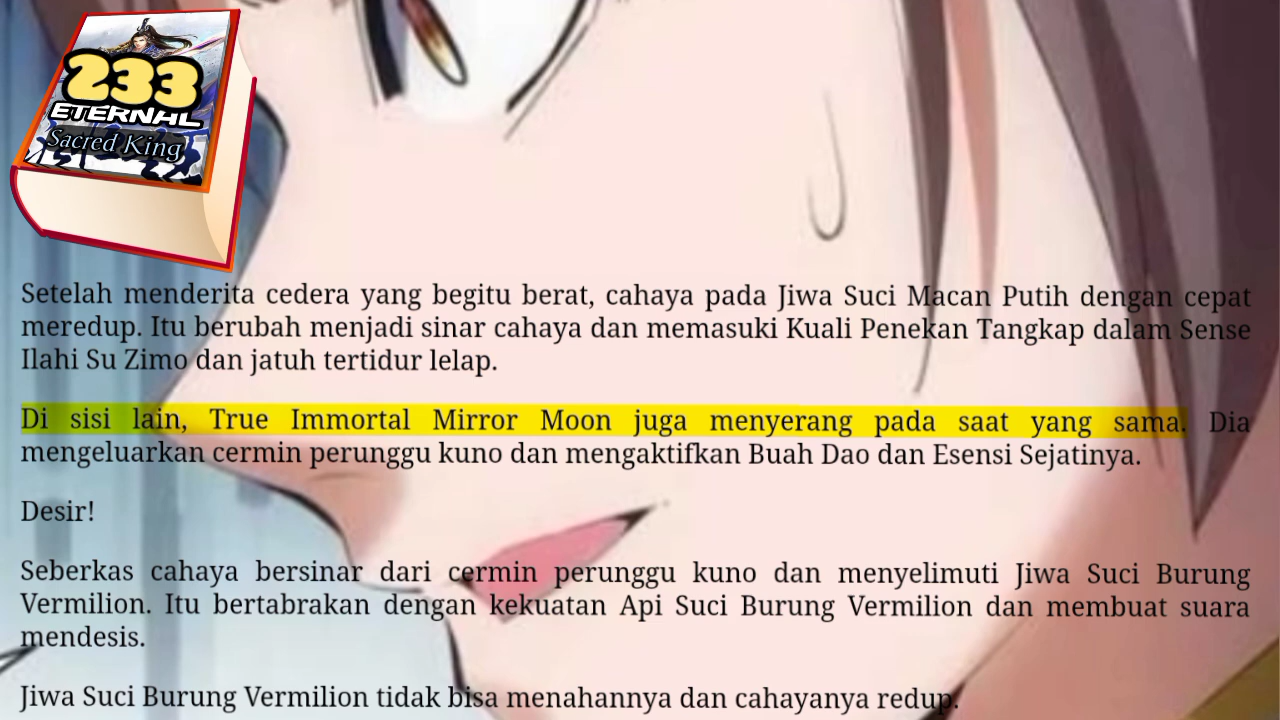 233
ETERNAL
Sacred King
Setelah menderita cedera yang begitu berat, cahaya pada Jiwa Suci Macan Putih dengan cepat
meredup. Itu berubah menjadi sinar cahaya dan memasuki Kuali Penekan Tangkap dalam Sense
Ilahi Su Zimo dan jatuh tertidur lelap.
Di sisi lain, True Immortal Mirror Moon juga menyerang pada saat yang sama. Dia
mengeluarkan cermin perunggu kuno dan mengaktifkan Buah Dao dan Esensi Sejatinya.
Desir!
Seberkas cahaya bersinar dari cermin perunggu kuno dan menyelimuti Jiwa Suci Burung
Vermilion. Itu bertabrakan dengan kekuatan Api Suci Burung Vermilion dan membuat suara
mendesis.
Jiwa Suci Burung Vermilion tidak bisa menahannya dan cahayanya redup.